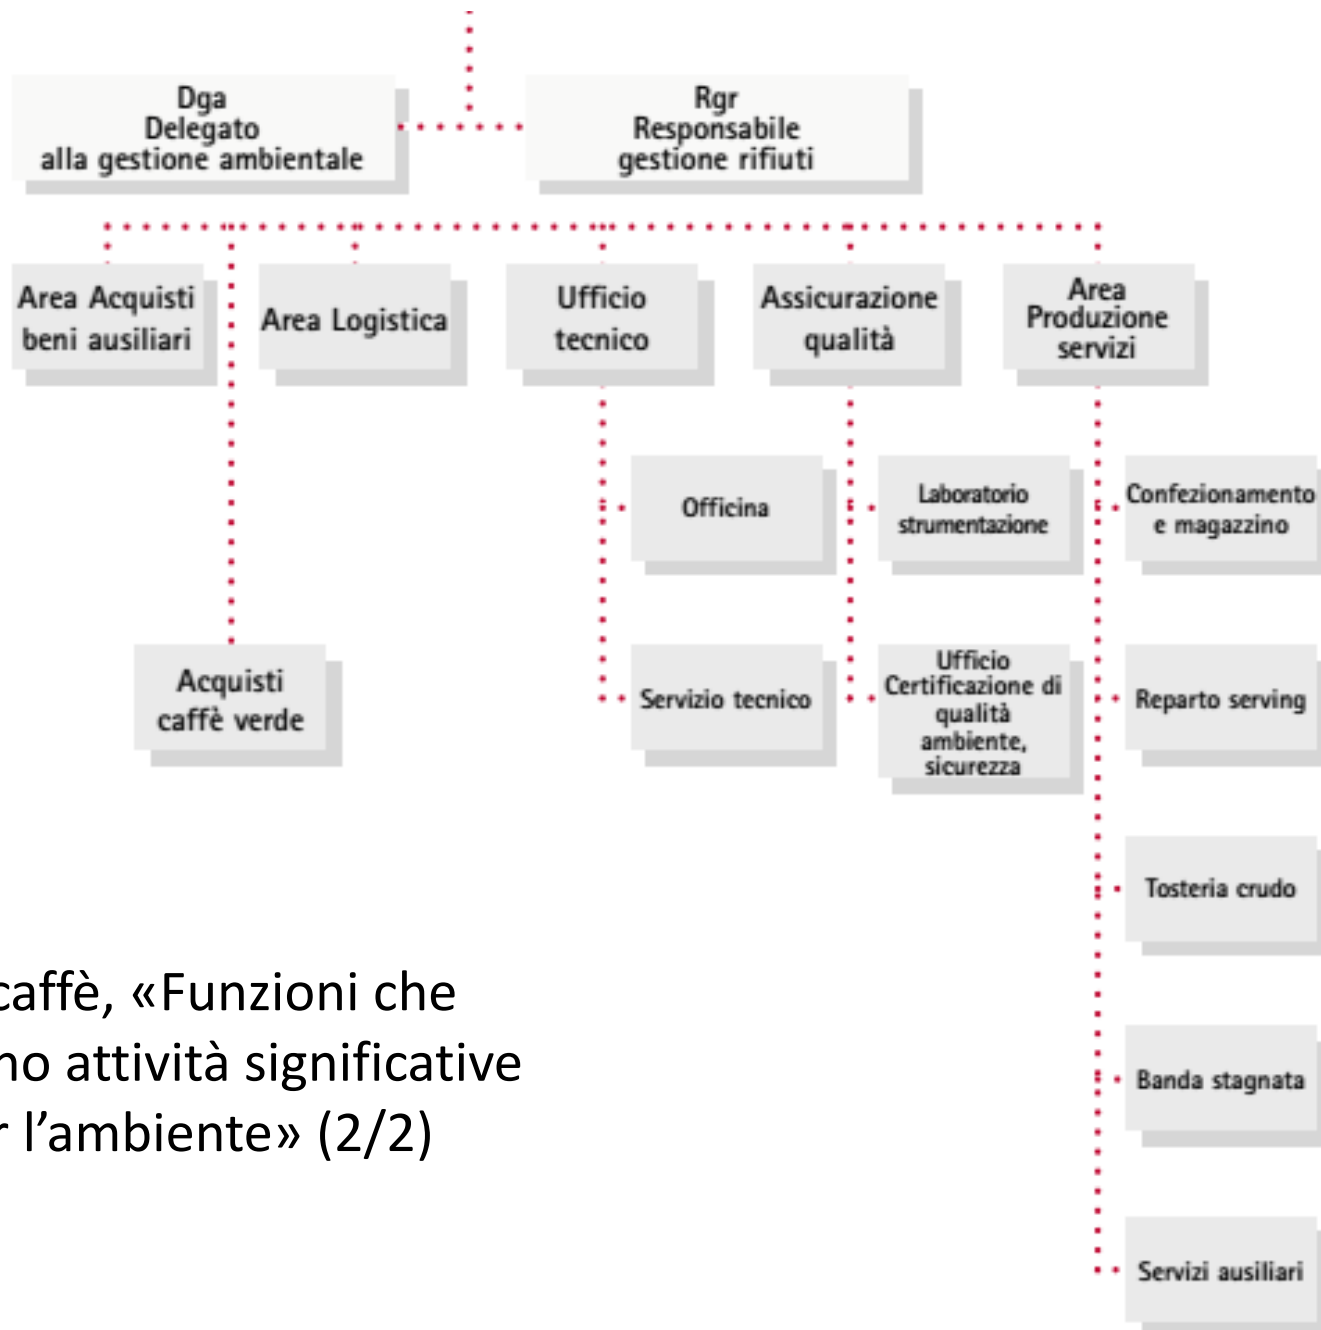 Dga
Delegato
alla gestione ambientale
Rgr
Responsabile
gestione rifiuti
Area Acquisti
beni ausiliari
Area Logistica
Ufficio
tecnico
Assicurazione
qualità
Area
Produzione
servizi
Officina
Laboratorio
strumentazione
Confezionamento
e magazzino
Acquisti
caffè verde
Servizio tecnico
Ufficio
Certificazione di
qualità
ambiente,
sicurezza
Reparto serving
Tosteria crudo
Banda stagnata
Servizi ausiliari
caffè, «Funzioni che
no attività significative
r l’ambiente» (2/2)